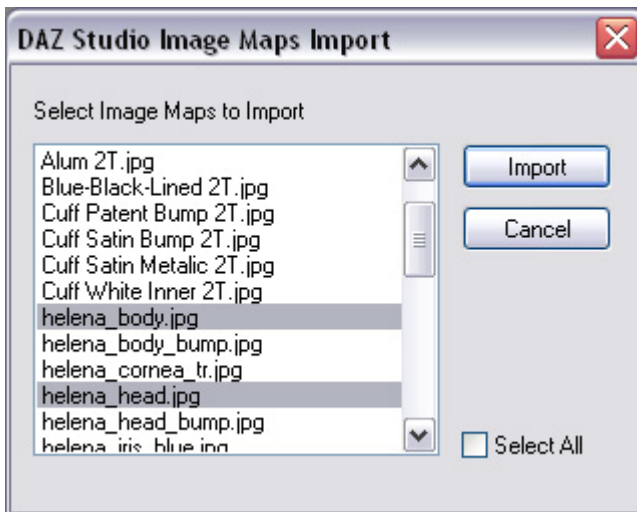 DAZ Studio Image Maps Import
Select Image Maps to Import
Alum 2T.jpg
Blue-Black-Lined 2T.jpg
Cuff Patent Bump 2T.jpg
Cuff Satin Bump 2T.jpg
Cuff Satin Metalic 2T.jpg
Cuff White Inner 2T.jpg
helena_body.jpg
helena_body_bump.jpg
helena_cornea_tr.jpg
helena_head.jpg
helena_head_bump.jpg
helena_iris_blue.jpg
Import
Cancel
Select All